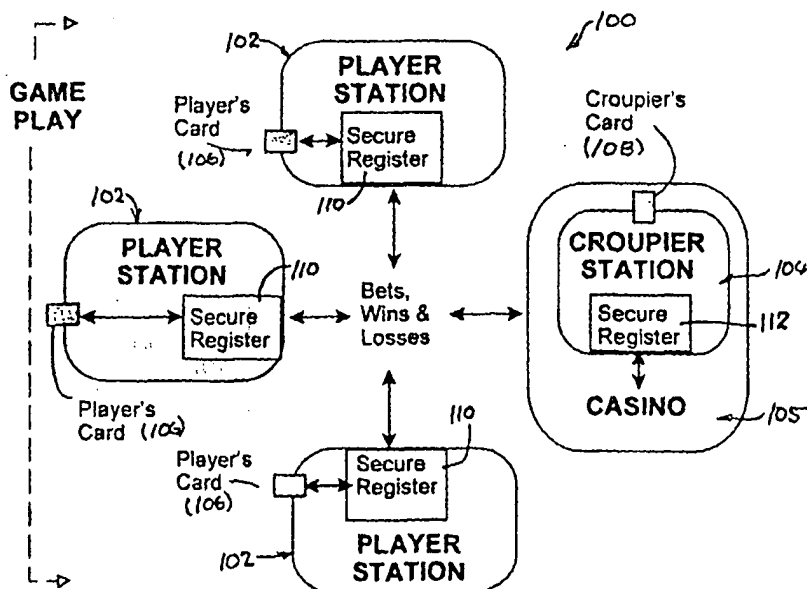 100
102
PLAYER
STATION
GAME
PLAY
Player's
Card
(106)
Secure
Register
110
Croupier's
Card
(108)
102
PLAYER
STATION
110
Secure
Register
Player's
Card (106)
Bets,
Wins &
Losses
CROUPIER
STATION
104
Secure
Register
112
CASINO
105
Player's
Card
(106)
Secure
Register
110
102
PLAYER
STATION